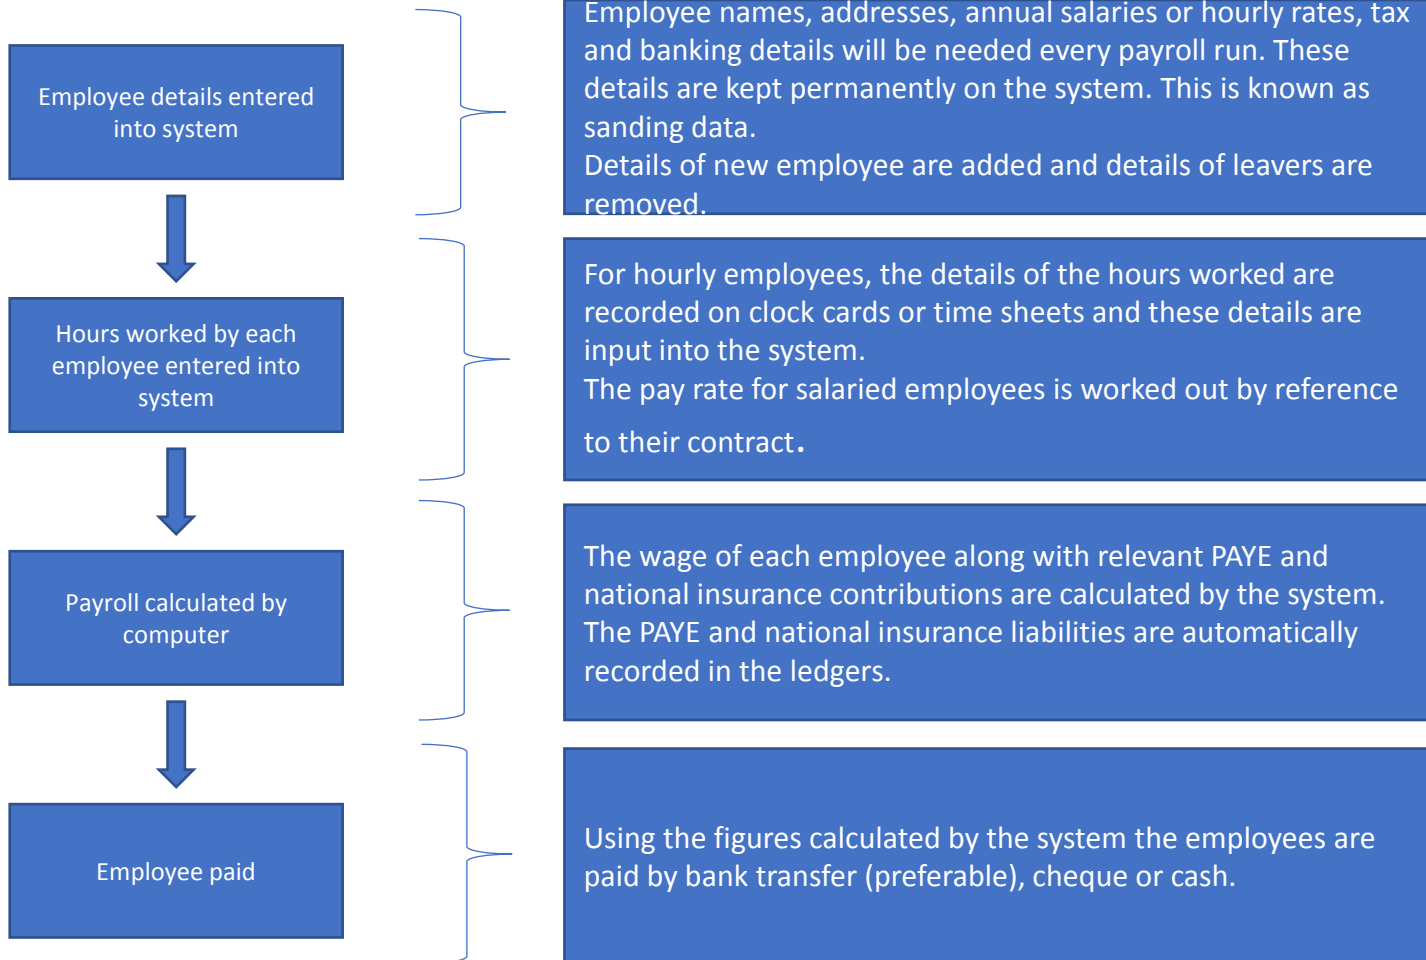 Employee details entered
into system
Employee names, addresses, annual salaries or hourly rates, tax
and banking details will be needed every payroll run. These
details are kept permanently on the system. This is known as
sanding data.
Details of new employee are added and details of leavers are
removed.
Hours worked by each
employee entered into
system
For hourly employees, the details of the hours worked are
recorded on clock cards or time sheets and these details are
input into the system.
The pay rate for salaried employees is worked out by reference
to their contract.
Payroll calculated by
computer
The wage of each employee along with relevant PAYE and
national insurance contributions are calculated by the system.
The PAYE and national insurance liabilities are automatically
recorded in the ledgers.
Employee paid
Using the figures calculated by the system the employees are
paid by bank transfer (preferable), cheque or cash.